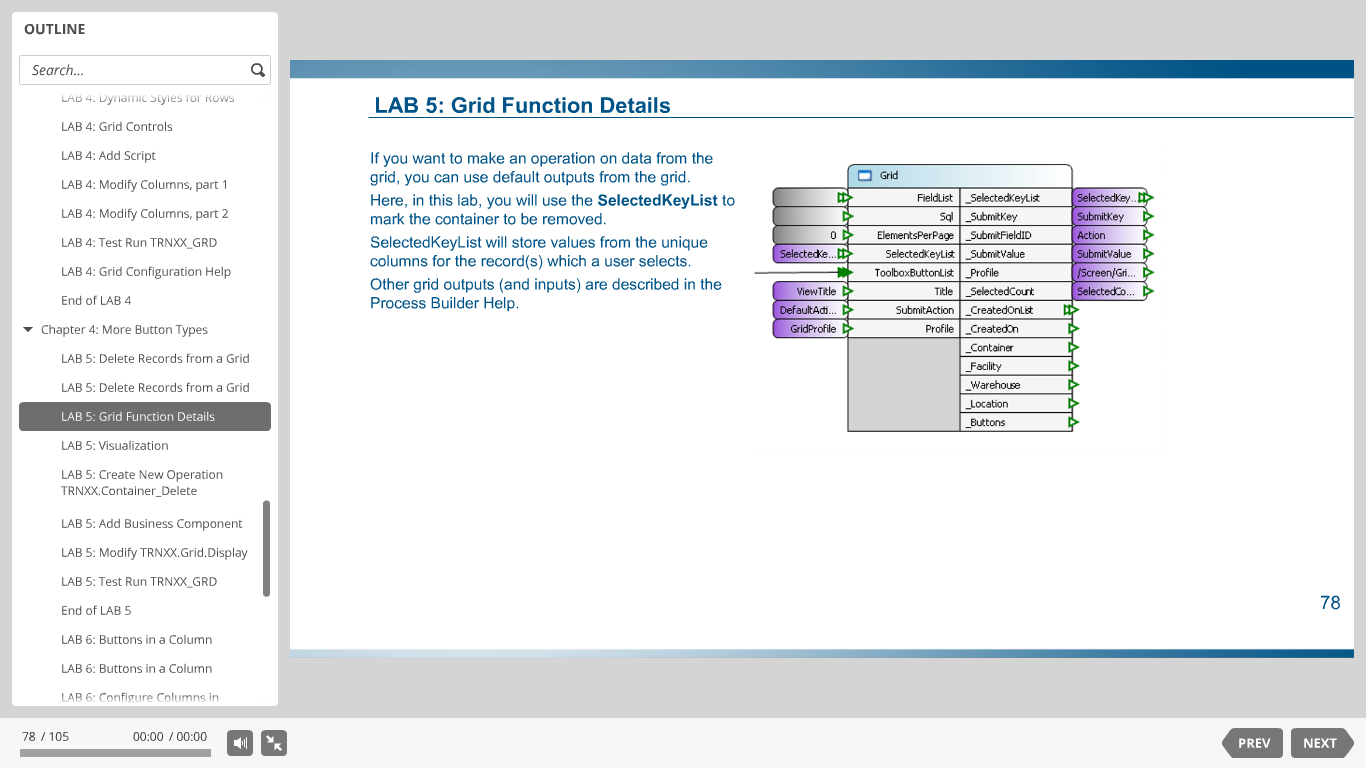 OUTLINE
Search...
LAB 4: Dynamic Styles for Rows
LAB 4: Grid Controls
LAB 4: Add Script
LAB 4: Modify Columns, part 1
LAB 4: Modify Columns, part 2
LAB 4: Test Run TRNXX_GRD
LAB 4: Grid Configuration Help
End of LAB 4
Chapter 4: More Button Types
LAB 5: Delete Records from a Grid
LAB 5: Delete Records from a Grid
LAB 5: Grid Function Details
LAB 5: Visualization
LAB 5: Create New Operation
TRNXX.Container_Delete
LAB 5: Add Business Component
LAB 5: Modify TRNXX.Grid.Display
LAB 5: Test Run TRNXX_GRD
End of LAB 5
LAB 6: Buttons in a Column
LAB 6: Buttons in a Column
LAB 6: Configure Columns in
LAB 5: Grid Function Details
If you want to make an operation on data from the
grid, you can use default outputs from the grid.
Here, in this lab, you will use the SelectedKeyList to
mark the container to be removed.
SelectedKeyList will store values from the unique
columns for the record(s) which a user selects.
Other grid outputs (and inputs) are described in the
Process Builder Help.
Grid
FieldList _SelectedKeyList SelectedKey...
Sql _SubmitKey SubmitKey
0 ElementsPerPage _SubmitFieldID Action
SelectedKe... SelectedKeyList _SubmitValue SubmitValue
ToolboxButtonList _Profile /Screen/Gri...
ViewTitle Title _SelectedCount SelectedCo...
DefaultActi... SubmitAction _CreatedOnList
GridProfile Profile _CreatedOn
_Container
_Facility
_Warehouse
_Location
_Buttons
78
78 / 105 00:00 / 00:00
PREV NEXT